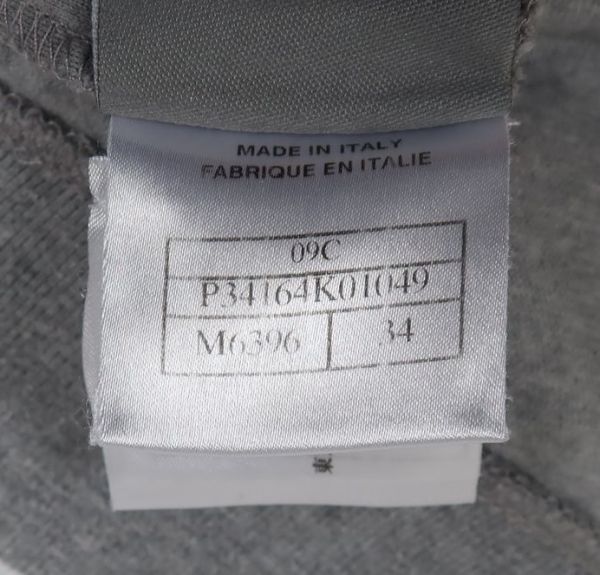 MADE IN ITALY
FABRIQUE EN ITALIE
09C
P34164K01049
M6396
34